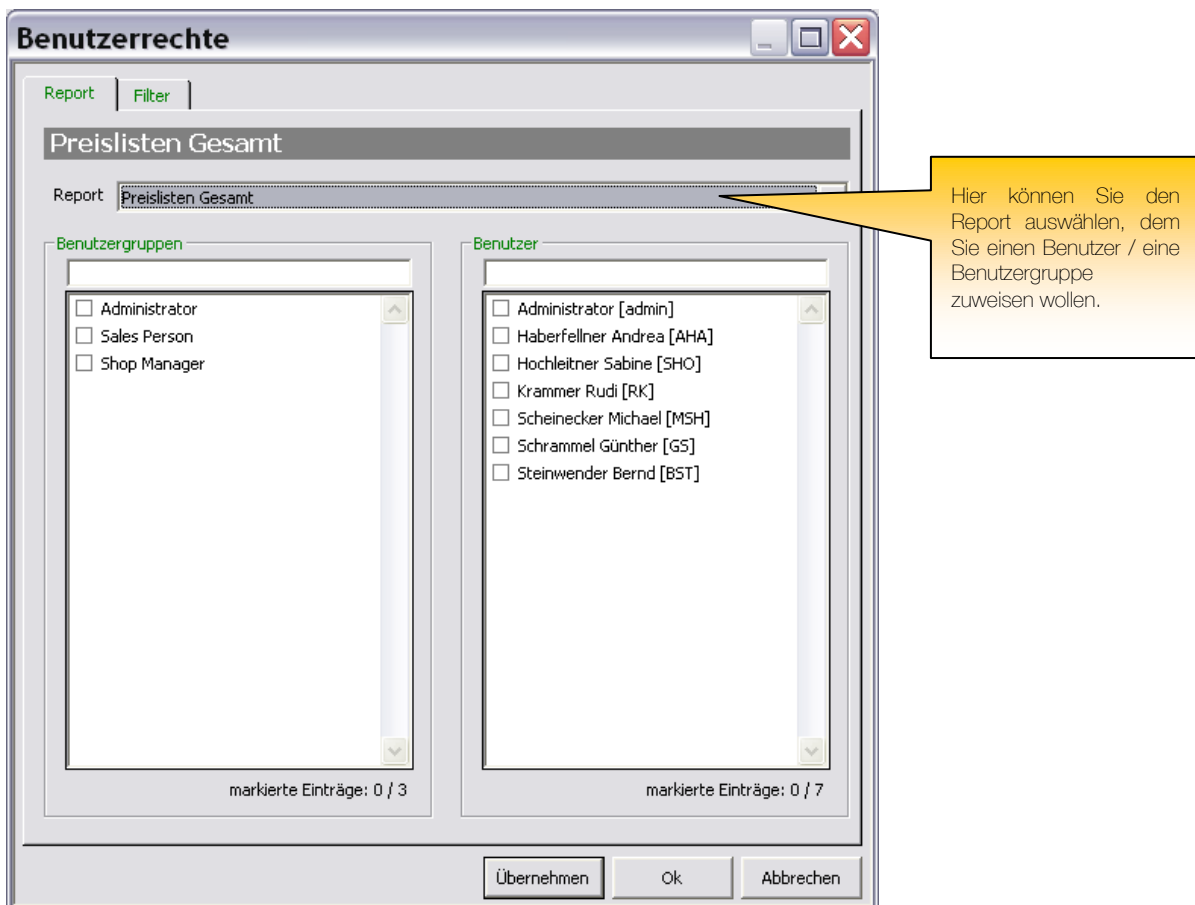 Benutzerrechte
Report
Filter
Preislisten Gesamt
Report
Preislisten Gesamt
Hier können Sie den
Report auswählen, dem
Sie einen Benutzer / eine
Benutzergruppe
zuweisen wollen.
Benutzergruppen
Administrator
Sales Person
Shop Manager
markierte Einträge: 0 / 3
Benutzer
Administrator [admin]
Haberfellner Andrea [AHA]
Hochleitner Sabine [SHO]
Krammer Rudi [RK]
Scheinecker Michael [MSH]
Schrammel Günther [GS]
Steinwender Bernd [BST]
markierte Einträge: 0 / 7
Übernehmen
Ok
Abbrechen